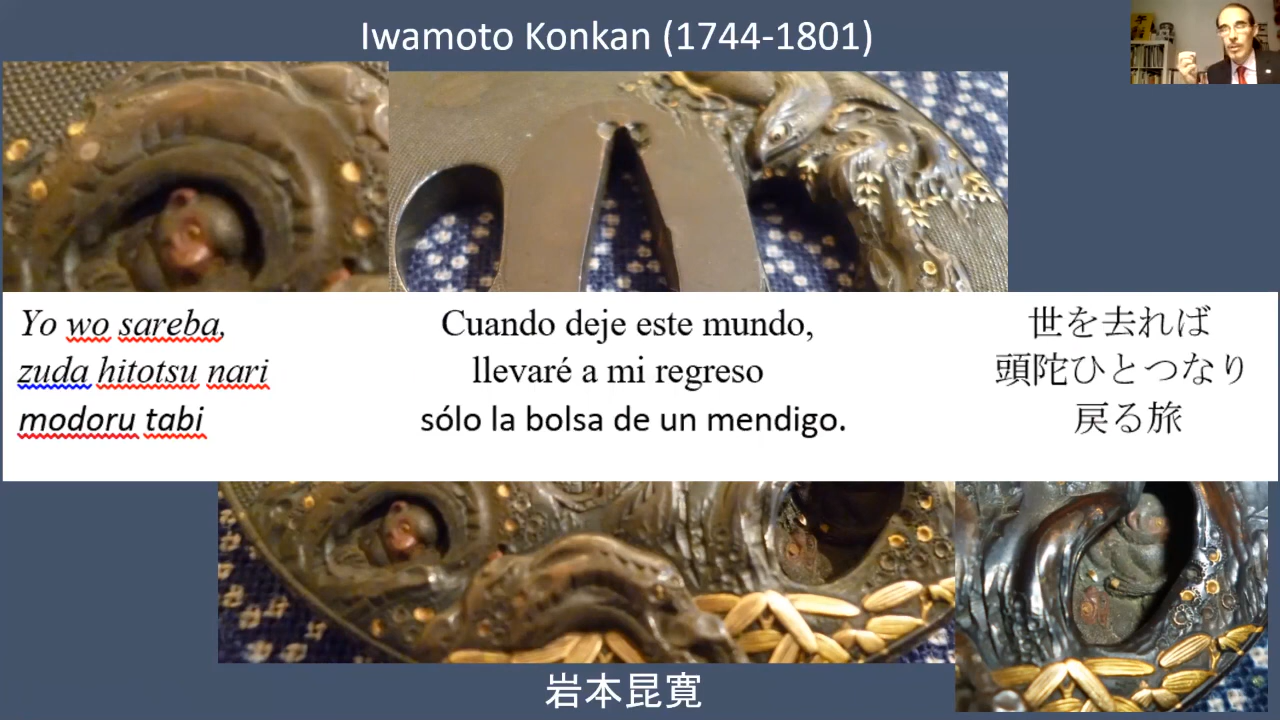 Iwamoto Konkan (1744-1801)
Yo wo sareba,
zuda hitotsu nari
modoru tabi
Cuando deje este mundo,
llevaré a mi regreso
sólo la bolsa de un mendigo.
世を去れば
頭陀ひとつなり
戻る旅
岩本昆寛